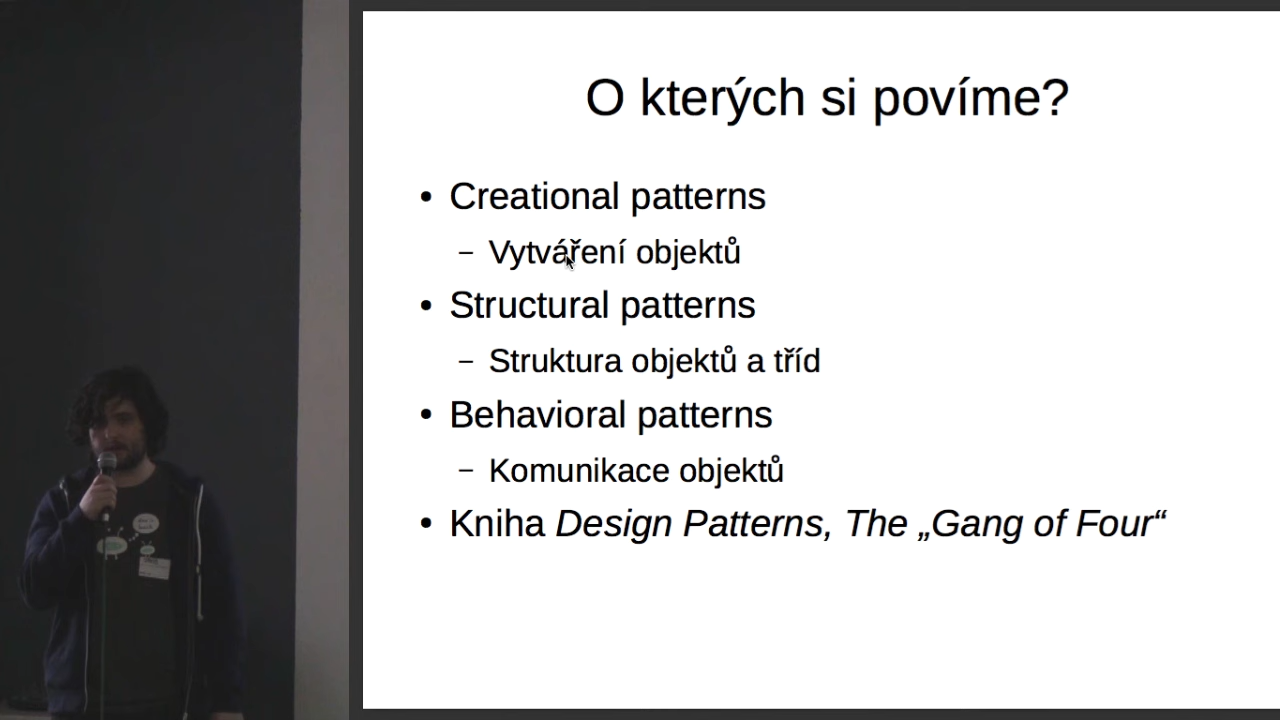 O kterých si povíme?
• Creational patterns
– Vytváření objektů
• Structural patterns
– Struktura objektů a tříd
• Behavioral patterns
– Komunikace objektů
• Kniha Design Patterns, The „Gang of Four“